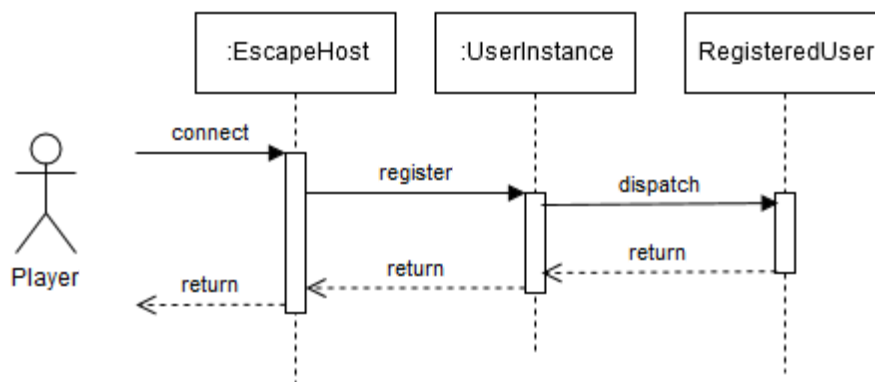 :EscapeHost
:UserInstance
RegisteredUser
connect
register
dispatch
return
return
return
Player